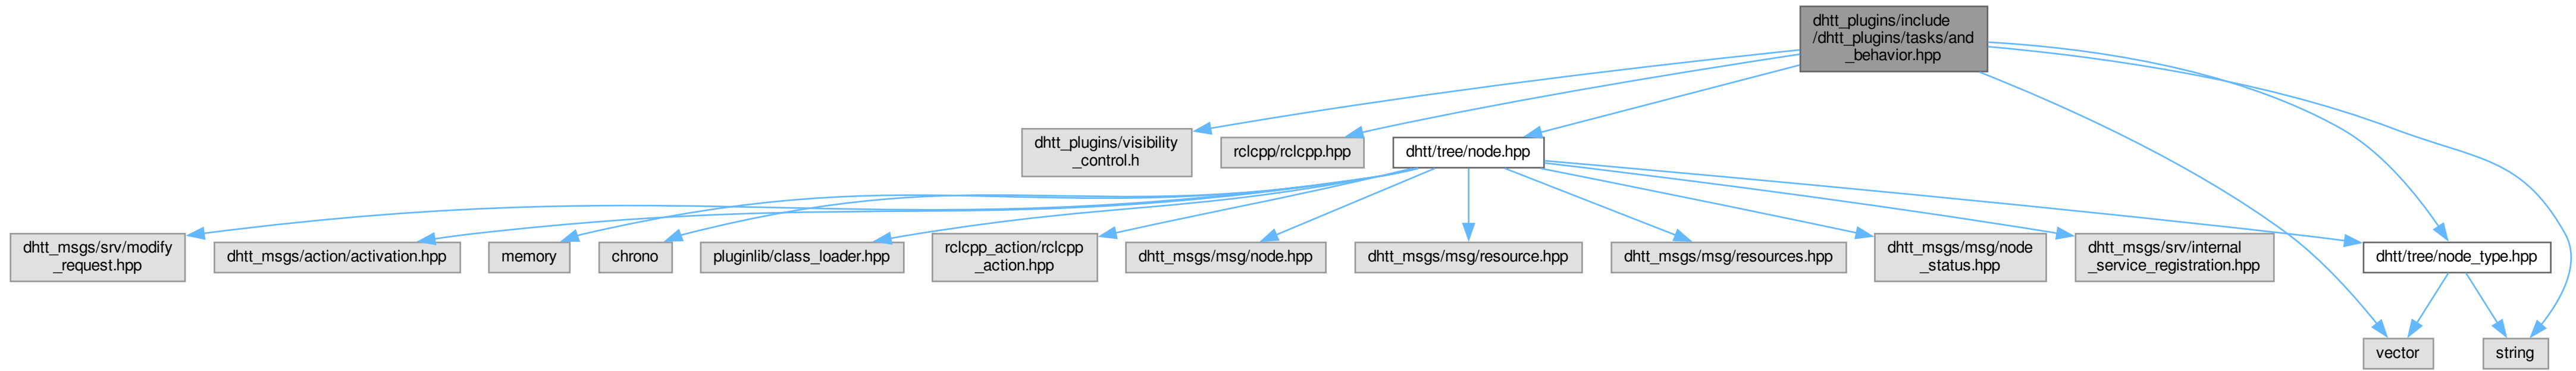 dhtt_plugins/include
/dhtt_plugins/tasks/and
_behavior.hpp
dhtt_plugins/visibility
_control.h
rclcpp/rclcpp.hpp
dhtt/tree/node.hpp
dhtt_msgs/srv/modify
_request.hpp
dhtt_msgs/action/activation.hpp
memory
chrono
pluginlib/class_loader.hpp
rclcpp_action/rclcpp
_action.hpp
dhtt_msgs/msg/node.hpp
dhtt_msgs/msg/resource.hpp
dhtt_msgs/msg/resources.hpp
dhtt_msgs/msg/node
_status.hpp
dhtt_msgs/srv/internal
_service_registration.hpp
dhtt/tree/node_type.hpp
vector
string